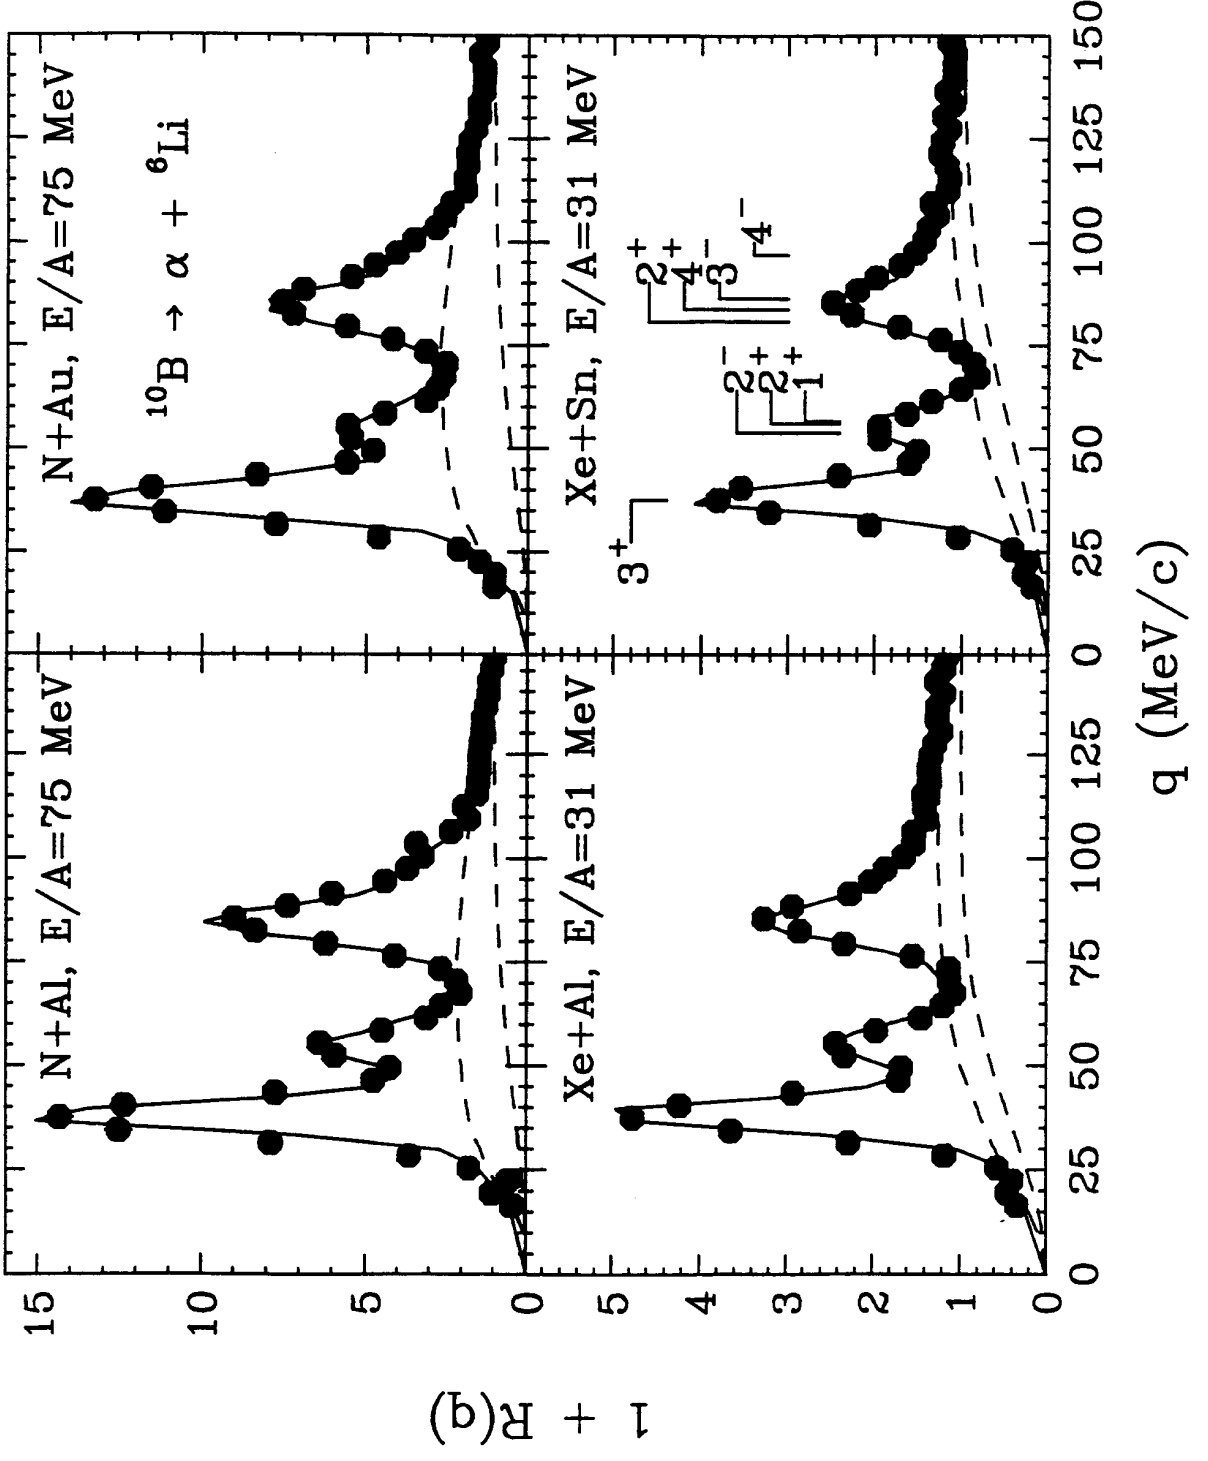 N+Al, E/A=75 MeV
N+Au, E/A=75 MeV
¹⁰B → α + ⁶Li
15
10
5
0
Xe+Al, E/A=31 MeV
Xe+Sn, E/A=31 MeV
3⁺
2⁻
2⁺
1⁺
2⁺
4⁺
3⁻
4⁻
5
4
3
2
1
0
0 25 50 75 100 125 0 25 50 75 100 125 150
q (MeV/c)
1 + R(q)